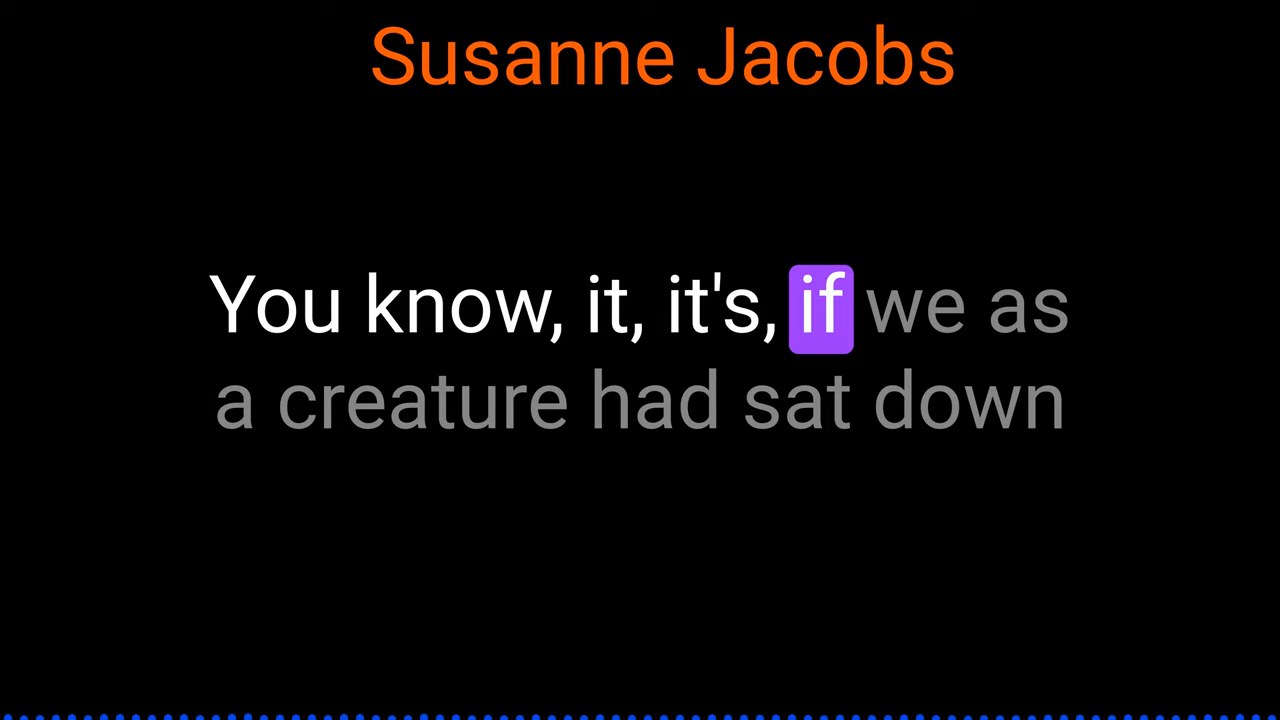 Susanne Jacobs
You know, it, it's, if we as
a creature had sat down